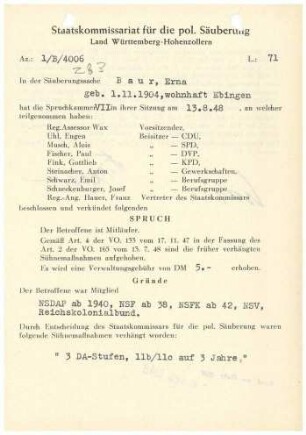 Staatskommissariat für die pol. Säuberung
Land Württemberg-Hohenzollern
Az.: 1/B/4006 L.: 71
In der Säuberungssache B a u r , Erna
geb. 1.11.1904, wohnhaft Ebingen
hat die Spruchkammer VII in ihrer Sitzung am 13.8.48 , an welcher
teilgenommen haben:
Reg.Assessor Wax Vorsitzender,
Uhl, Eugen Beisitzer — CDU,
Musch, Alois — SPD,
Fischer, Paul — DVP,
Fink, Gottlieb — KPD,
Steinacher, Anton — Gewerkschaften,
Schwarz, Emil — Berufsgruppe
Schreckenburger, Josef — Berufsgruppe
Reg.-Ang. Hauer, Franz Vertreter des Staatskommissars
beschlossen und verkündet folgenden
SPRUCH
Der Betroffene ist Mitläufer.
Gemäß Art. 4 der VO. 133 vom 17. 11. 47 in der Fassung des
Art. 2 der VO. 165 vom 13. 7. 48 sind die früher verhängten
Sühnemaßnahmen aufgehoben.
Es wird eine Verwaltungsgebühr von DM 5.- erhoben.
Gründe
Der Betroffene war Mitglied
NSDAP ab 1940, NSF ab 38, NSFK ab 42, NSV,
Reichskolonialbund.
Durch Entscheidung des Staatskommissars für die pol. Säuberung waren
folgende Sühnemaßnahmen verhängt worden:
" 3 DA-Stufen, 11b/11c auf 3 Jahre."